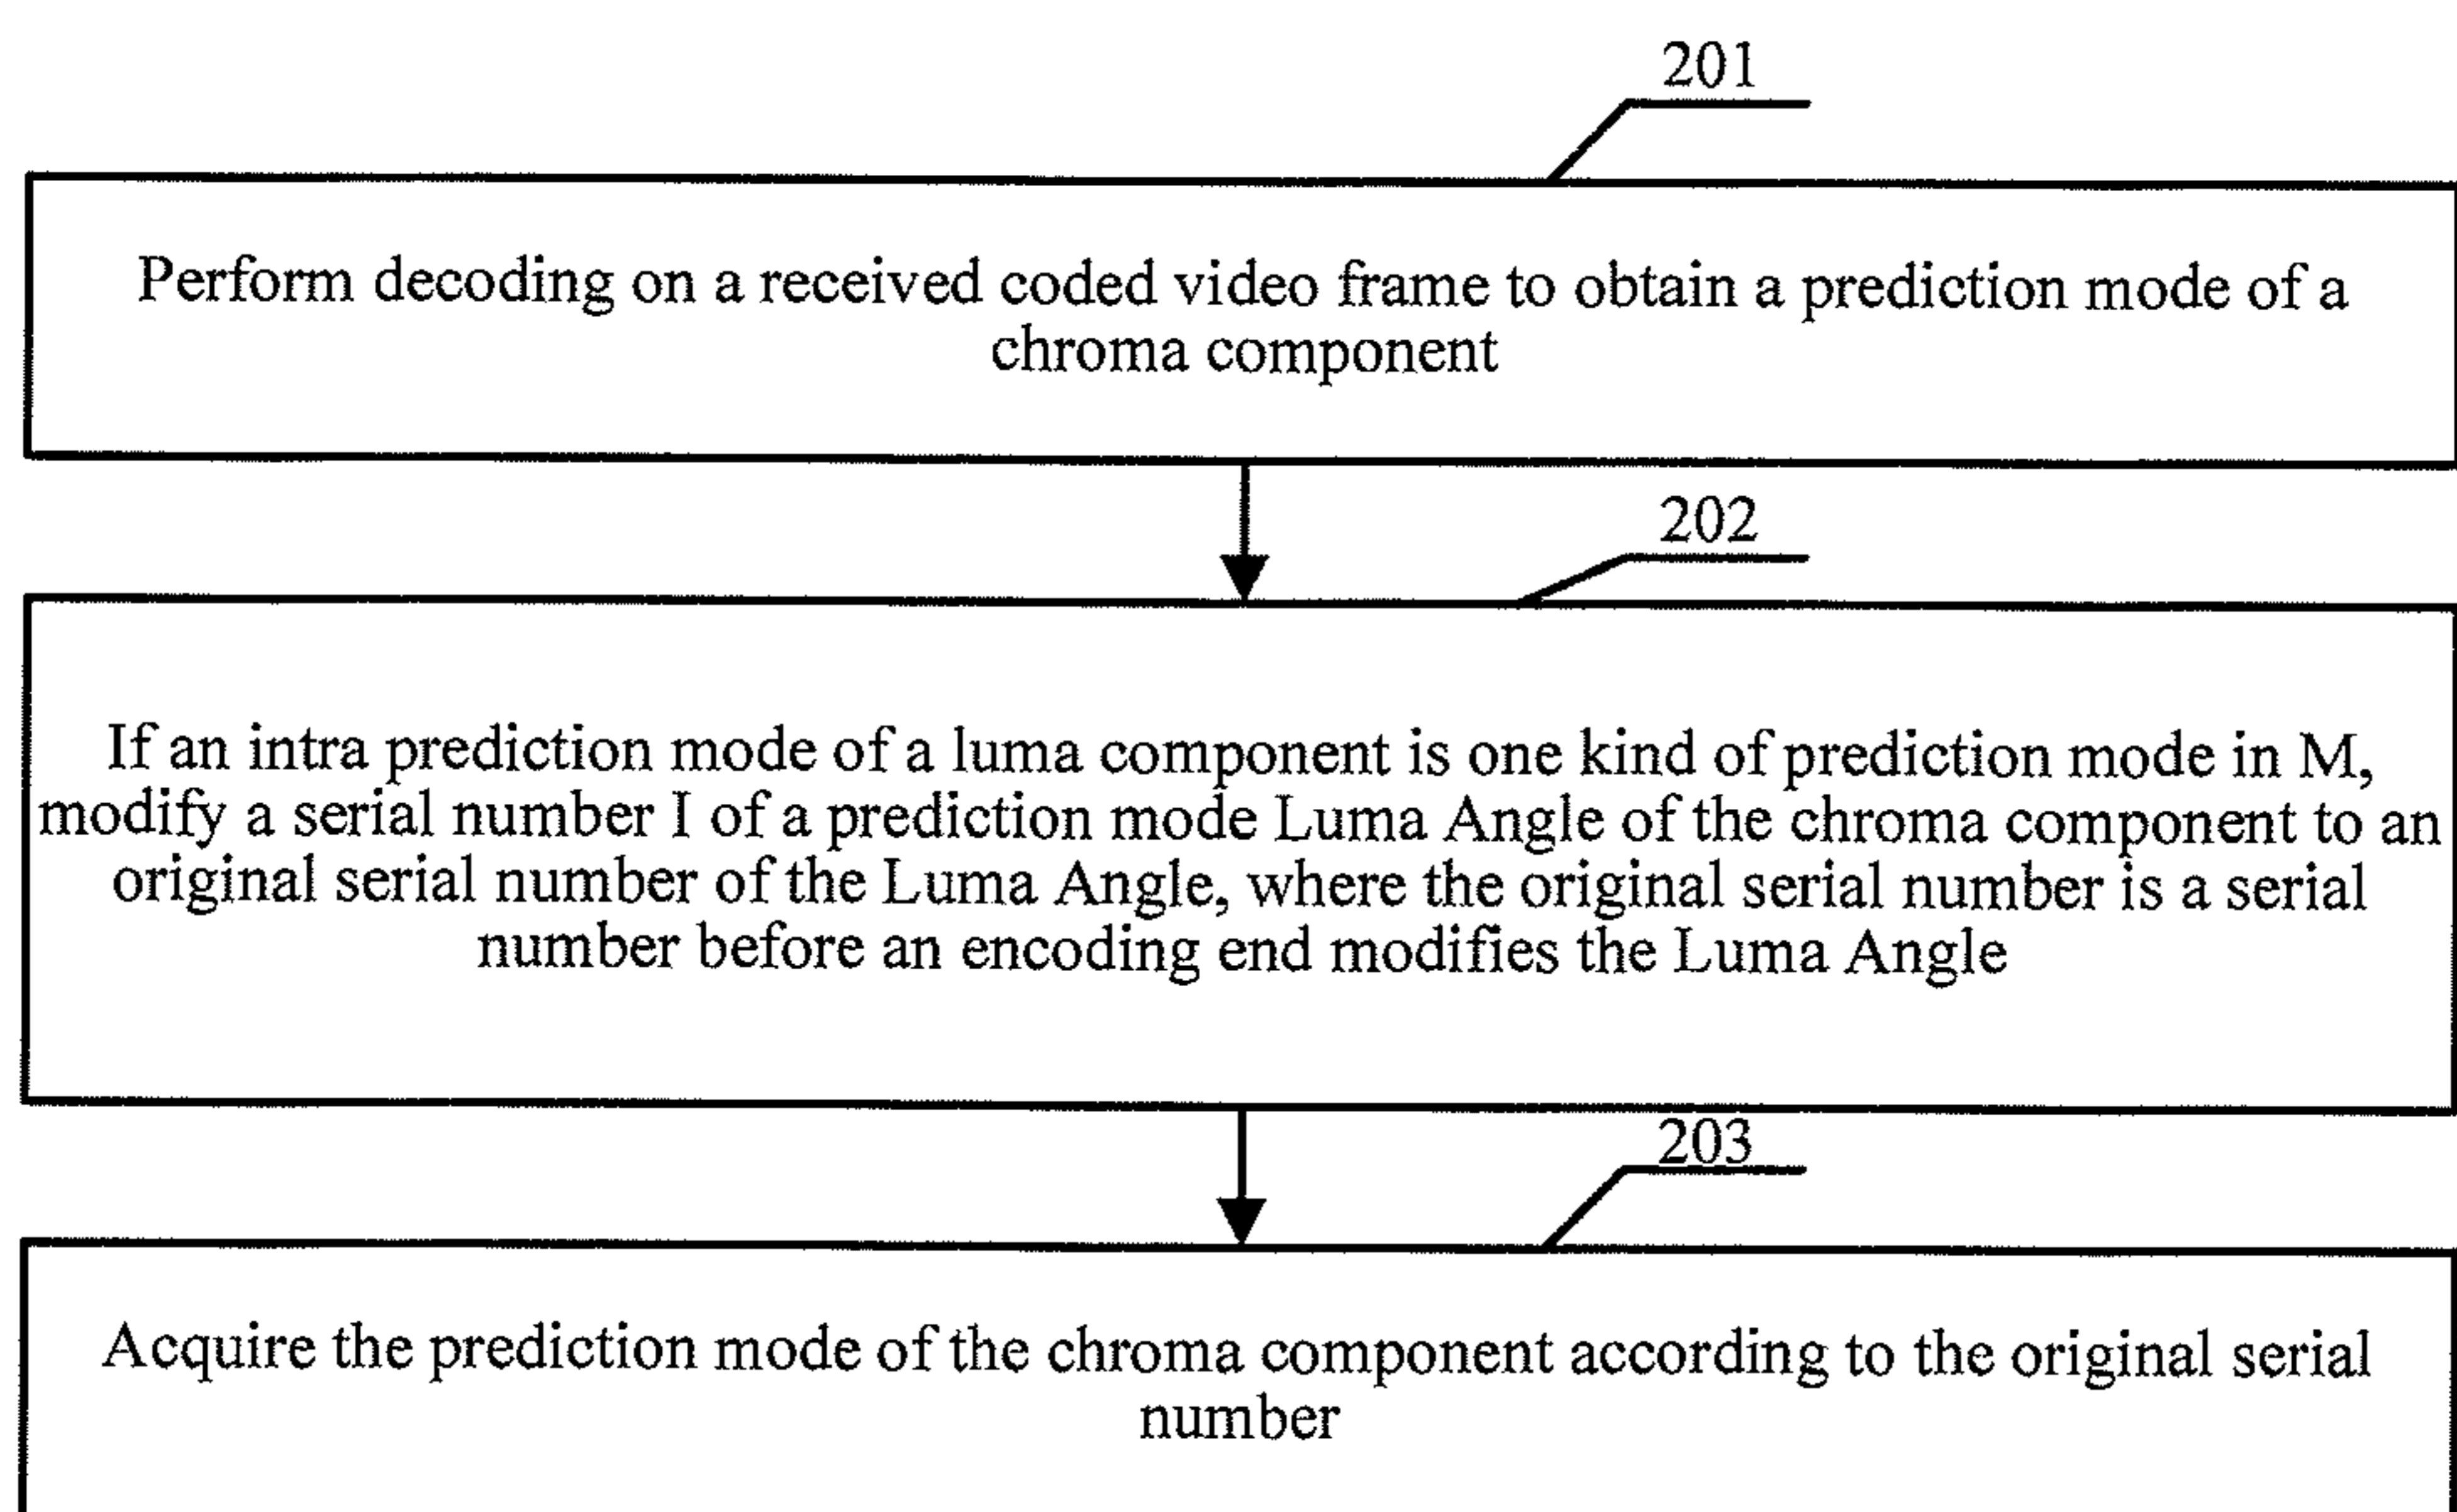 201
Perform decoding on a received coded video frame to obtain a prediction mode of a
chroma component
202
If an intra prediction mode of a luma component is one kind of prediction mode in M,
modify a serial number I of a prediction mode Luma Angle of the chroma component to an
original serial number of the Luma Angle, where the original serial number is a serial
number before an encoding end modifies the Luma Angle
203
Acquire the prediction mode of the chroma component according to the original serial
number